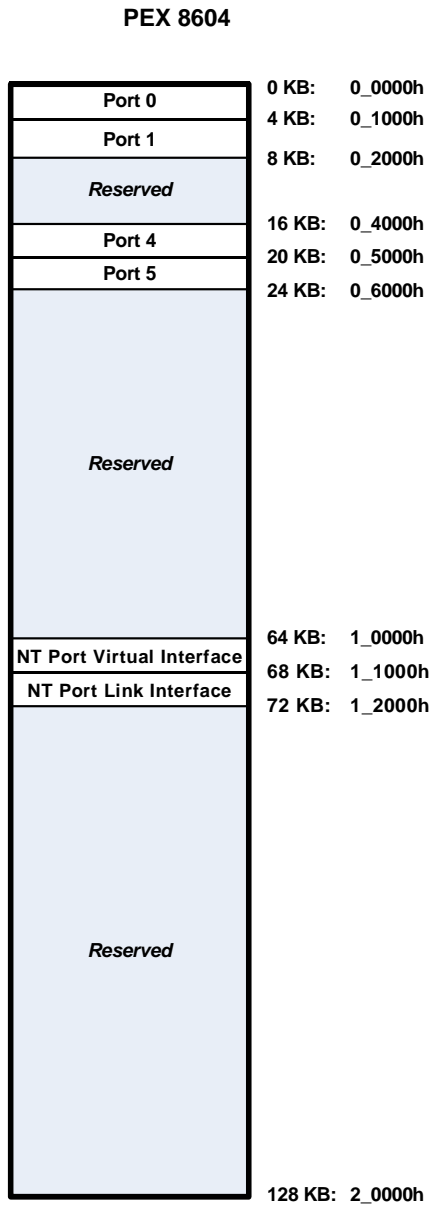 PEX 8604
0 KB: 0_0000h
Port 0
4 KB: 0_1000h
Port 1
8 KB: 0_2000h
Reserved
16 KB: 0_4000h
Port 4
20 KB: 0_5000h
Port 5
24 KB: 0_6000h
Reserved
64 KB: 1_0000h
NT Port Virtual Interface
68 KB: 1_1000h
NT Port Link Interface
72 KB: 1_2000h
Reserved
128 KB: 2_0000h